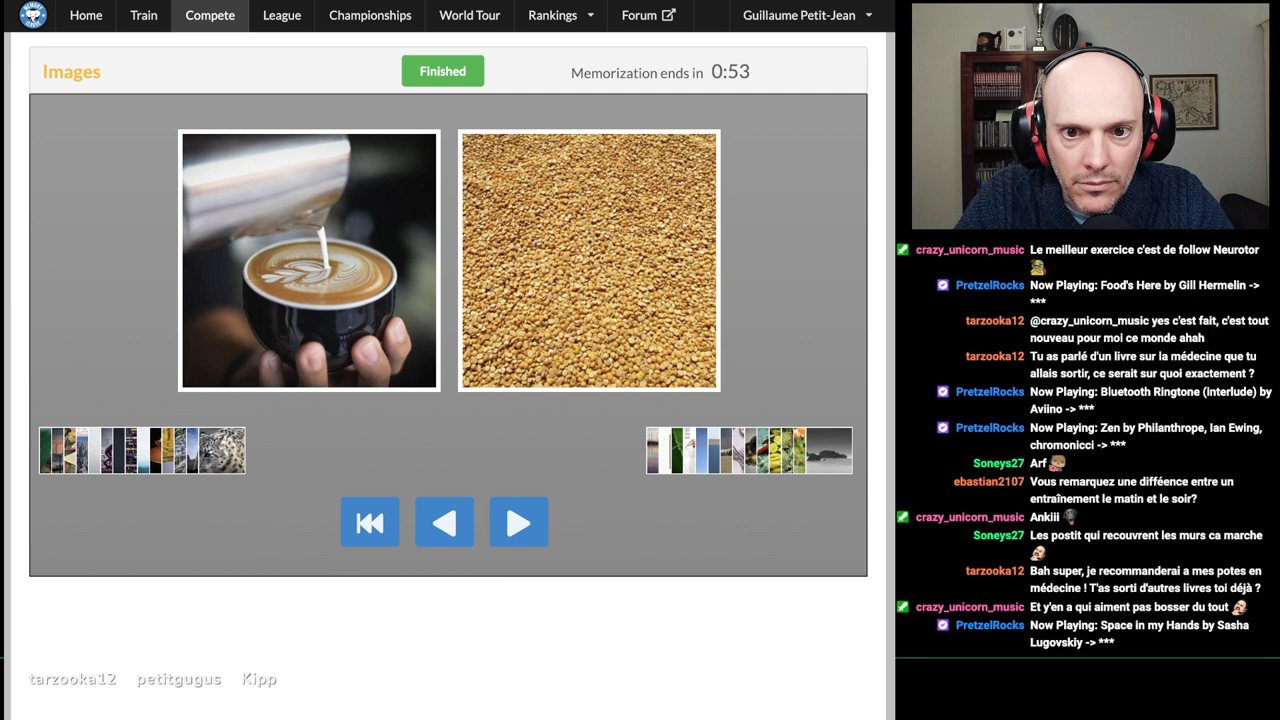 Home Train Compete League Championships World Tour Rankings Forum Guillaume Petit-Jean
Images Finished Memorization ends in 0:53
crazy_unicorn_music Le meilleur exercice c'est de follow Neurotor
PretzelRocks Now Playing: Food's Here by Gill Hermelin ->
***
tarzooka12 @crazy_unicorn_music yes c'est fait, c'est tout
nouveau pour moi ce monde ahah
tarzooka12 Tu as parlé d'un livre sur la médecine que tu
allais sortir, ce serait sur quoi exactement ?
PretzelRocks Now Playing: Bluetooth Ringtone (interlude) by
Aviino -> ***
PretzelRocks Now Playing: Zen by Philanthrope, Ian Ewing,
chromonicci -> ***
Soneys27 Arf
ebastian2107 Vous remarquez une difféence entre un
entraînement le matin et le soir?
crazy_unicorn_music Ankiii
Soneys27 Les postit qui recouvrent les murs ca marche
tarzooka12 Bah super, je recommanderai a mes potes en
médecine ! T'as sorti d'autres livres toi déjà ?
crazy_unicorn_music Et y'en a qui aiment pas bosser du tout
PretzelRocks Now Playing: Space in my Hands by Sasha
Lugovskiy -> ***
tarzooka12 petitgugus Kipp